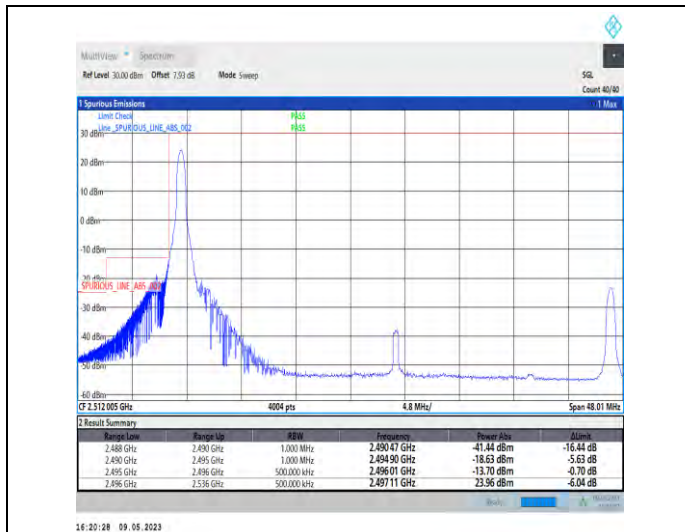 MultiView Spectrum
Ref Level 30.00 dBm Offset 7.93 dB Mode Sweep SGL
Count 40/40
1 Spurious Emissions 1 Max
Limit Check PASS
Line _SPURIOUS_LINE_ABS_002 PASS
30 dBm
20 dBm
10 dBm
0 dBm
-10 dBm
-20 dBm
-30 dBm
-40 dBm
-50 dBm
-60 dBm
CF 2.512 005 GHz 4004 pts 4.8 MHz/ Span 48.01 MHz
2 Result Summary
Range Low Range Up RBW Frequency Power Abs ΔLimit
2.488 GHz 2.490 GHz 1.000 MHz 2.490 47 GHz -41.44 dBm -16.44 dB
2.490 GHz 2.495 GHz 1.000 MHz 2.494 90 GHz -18.63 dBm -5.63 dB
2.495 GHz 2.496 GHz 500.000 kHz 2.496 01 GHz -13.70 dBm -0.70 dB
2.496 GHz 2.536 GHz 500.000 kHz 2.497 11 GHz 23.96 dBm -6.04 dB
16:20:28 09.05.2023